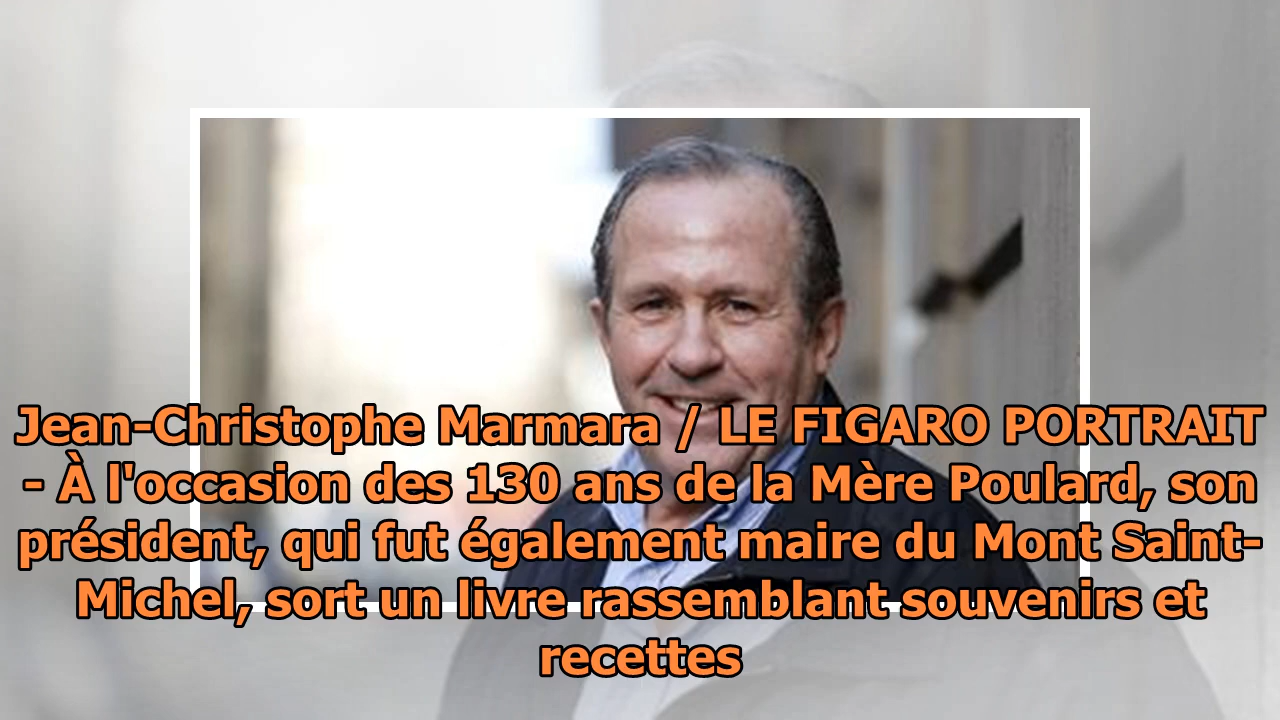 Jean-Christophe Marmara / LE FIGARO PORTRAIT
- À l'occasion des 130 ans de la Mère Poulard, son
président, qui fut également maire du Mont Saint-
Michel, sort un livre rassemblant souvenirs et
recettes